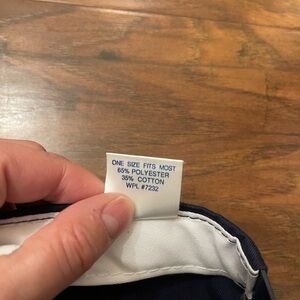 ONE SIZE FITS MOST
65% POLYESTER
35% COTTON
WPL #7232